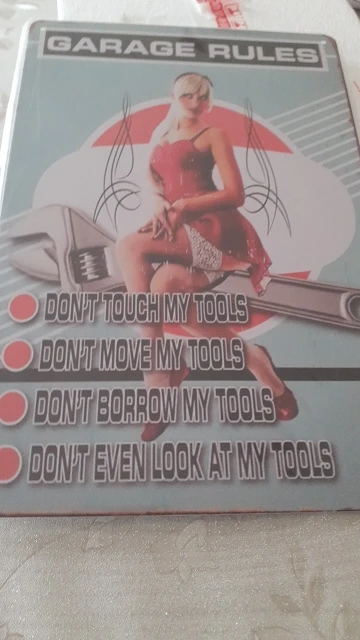 GARAGE RULES
DON'T TOUCH MY TOOLS
DON'T MOVE MY TOOLS
DON'T BORROW MY TOOLS
DON'T EVEN LOOK AT MY TOOLS